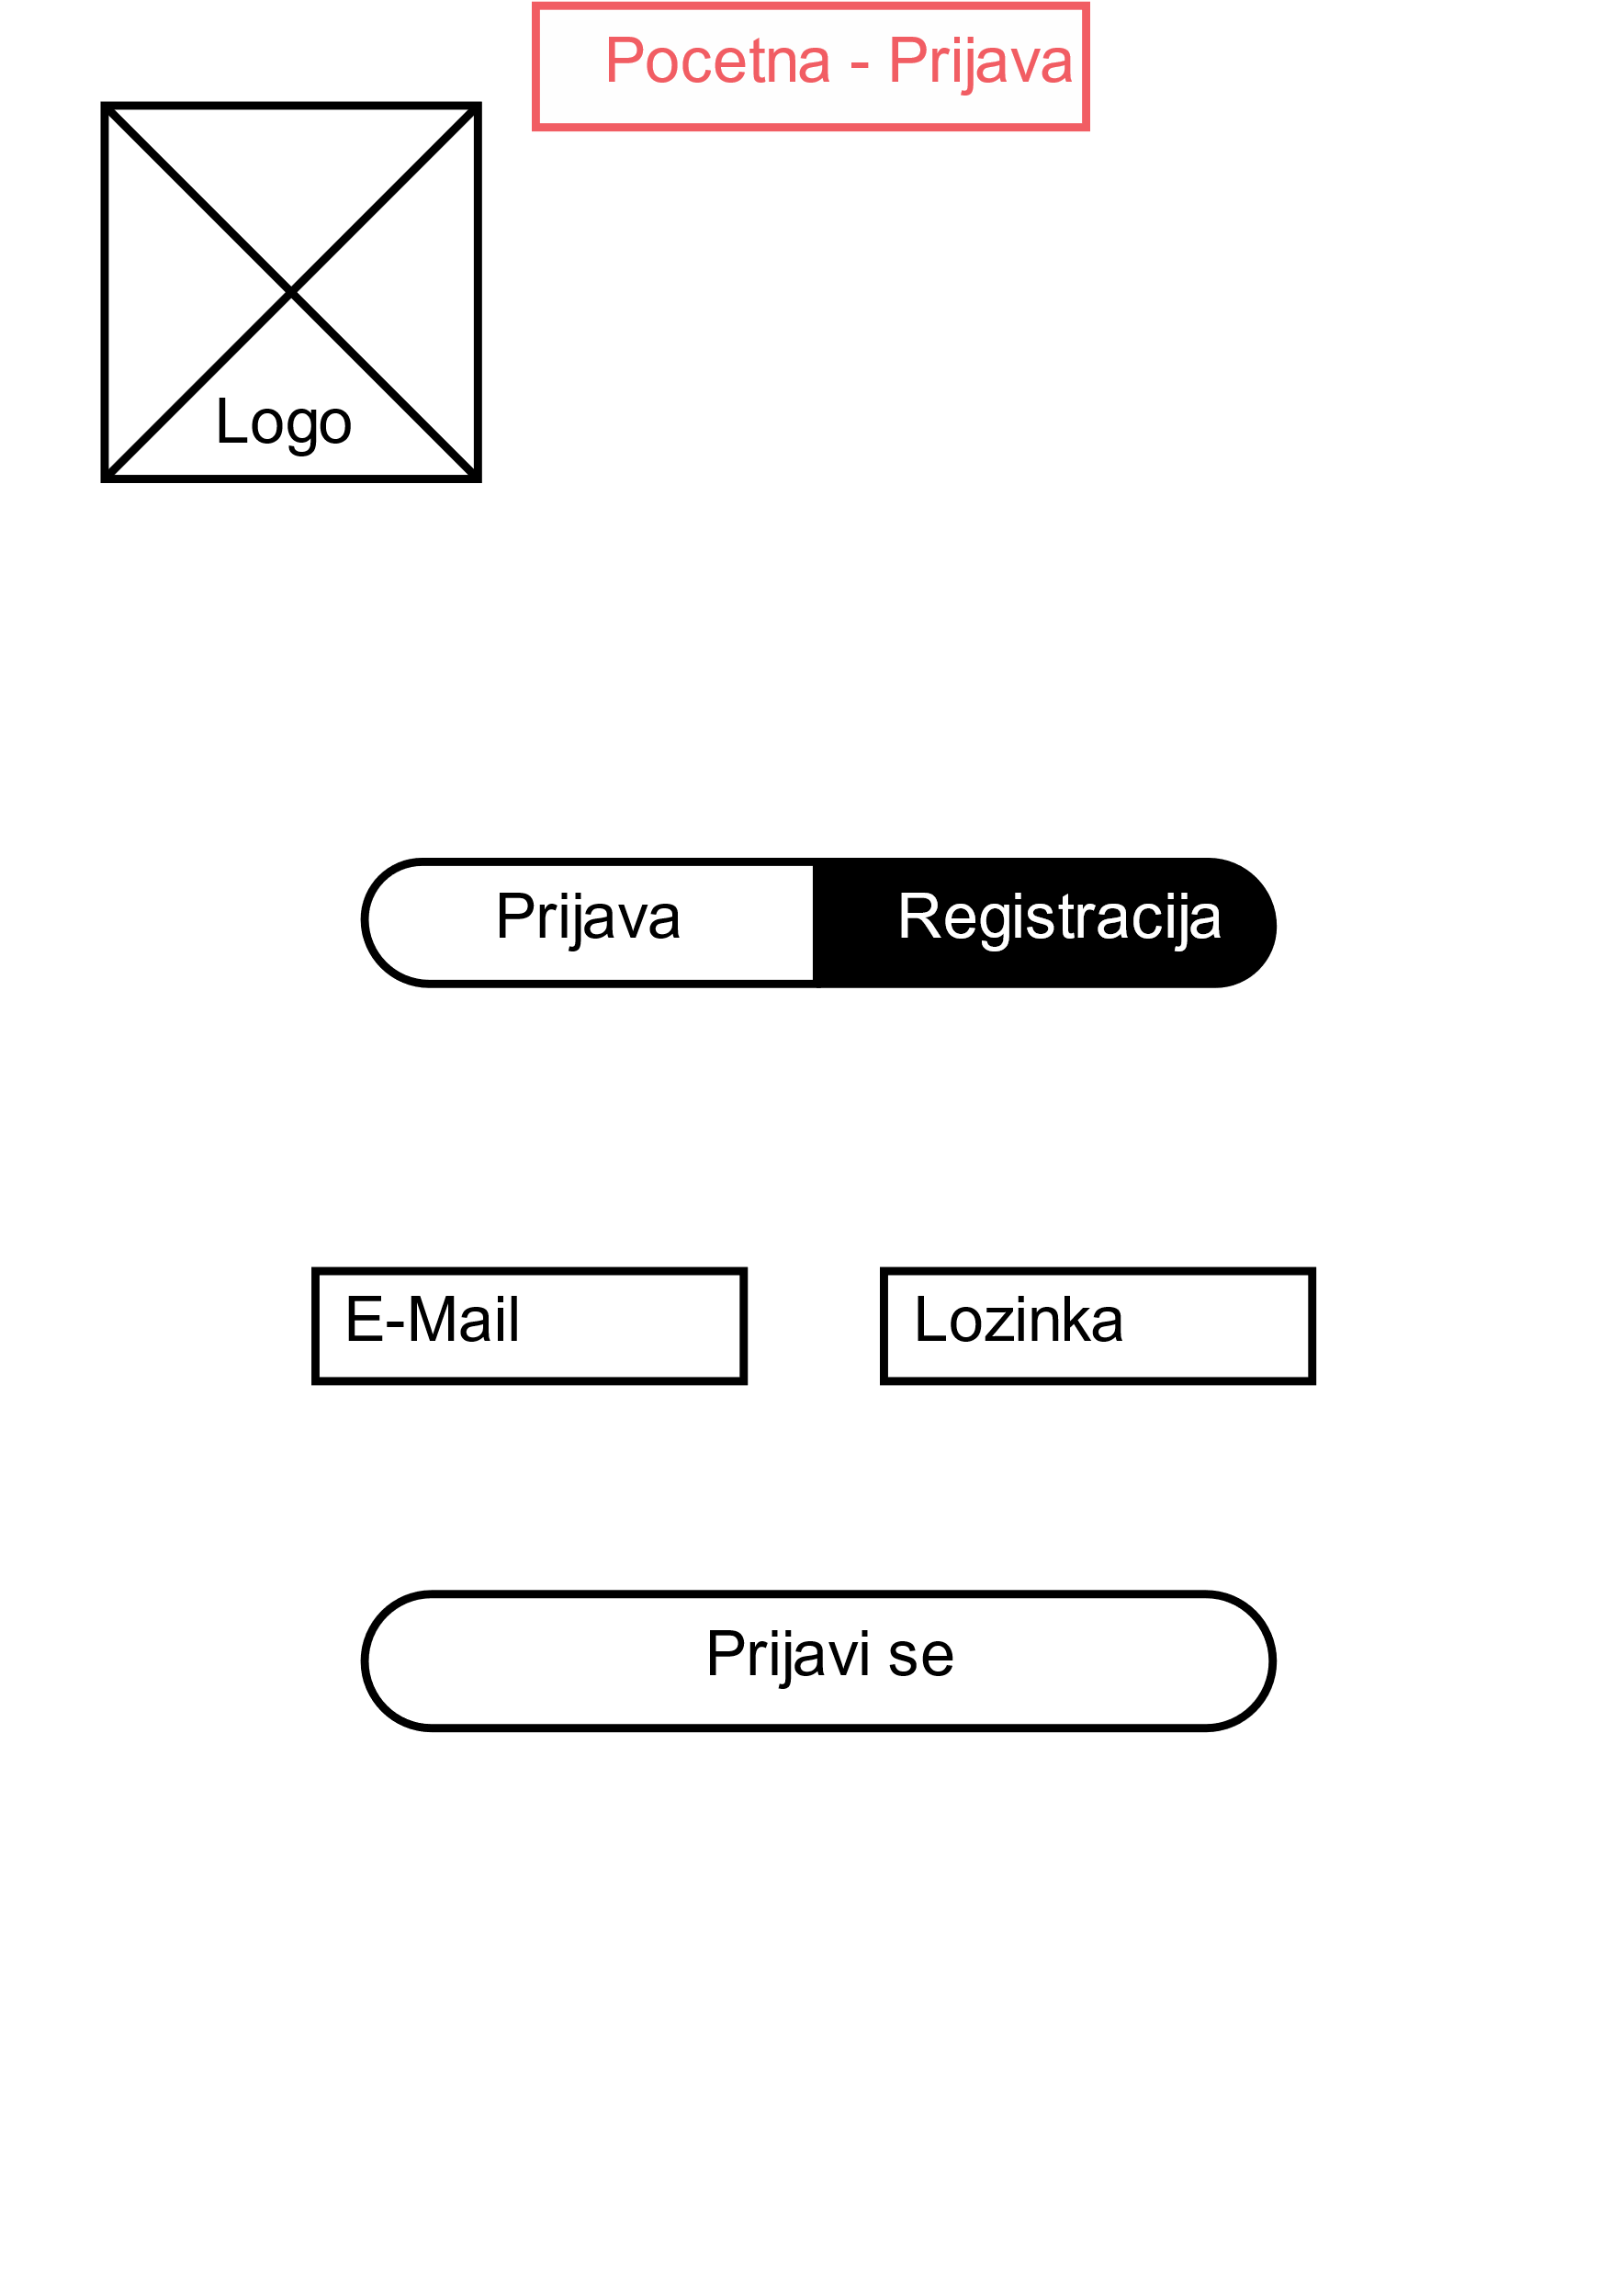 Pocetna - Prijava
Logo
Prijava
Registracija
E-Mail
Lozinka
Prijavi se